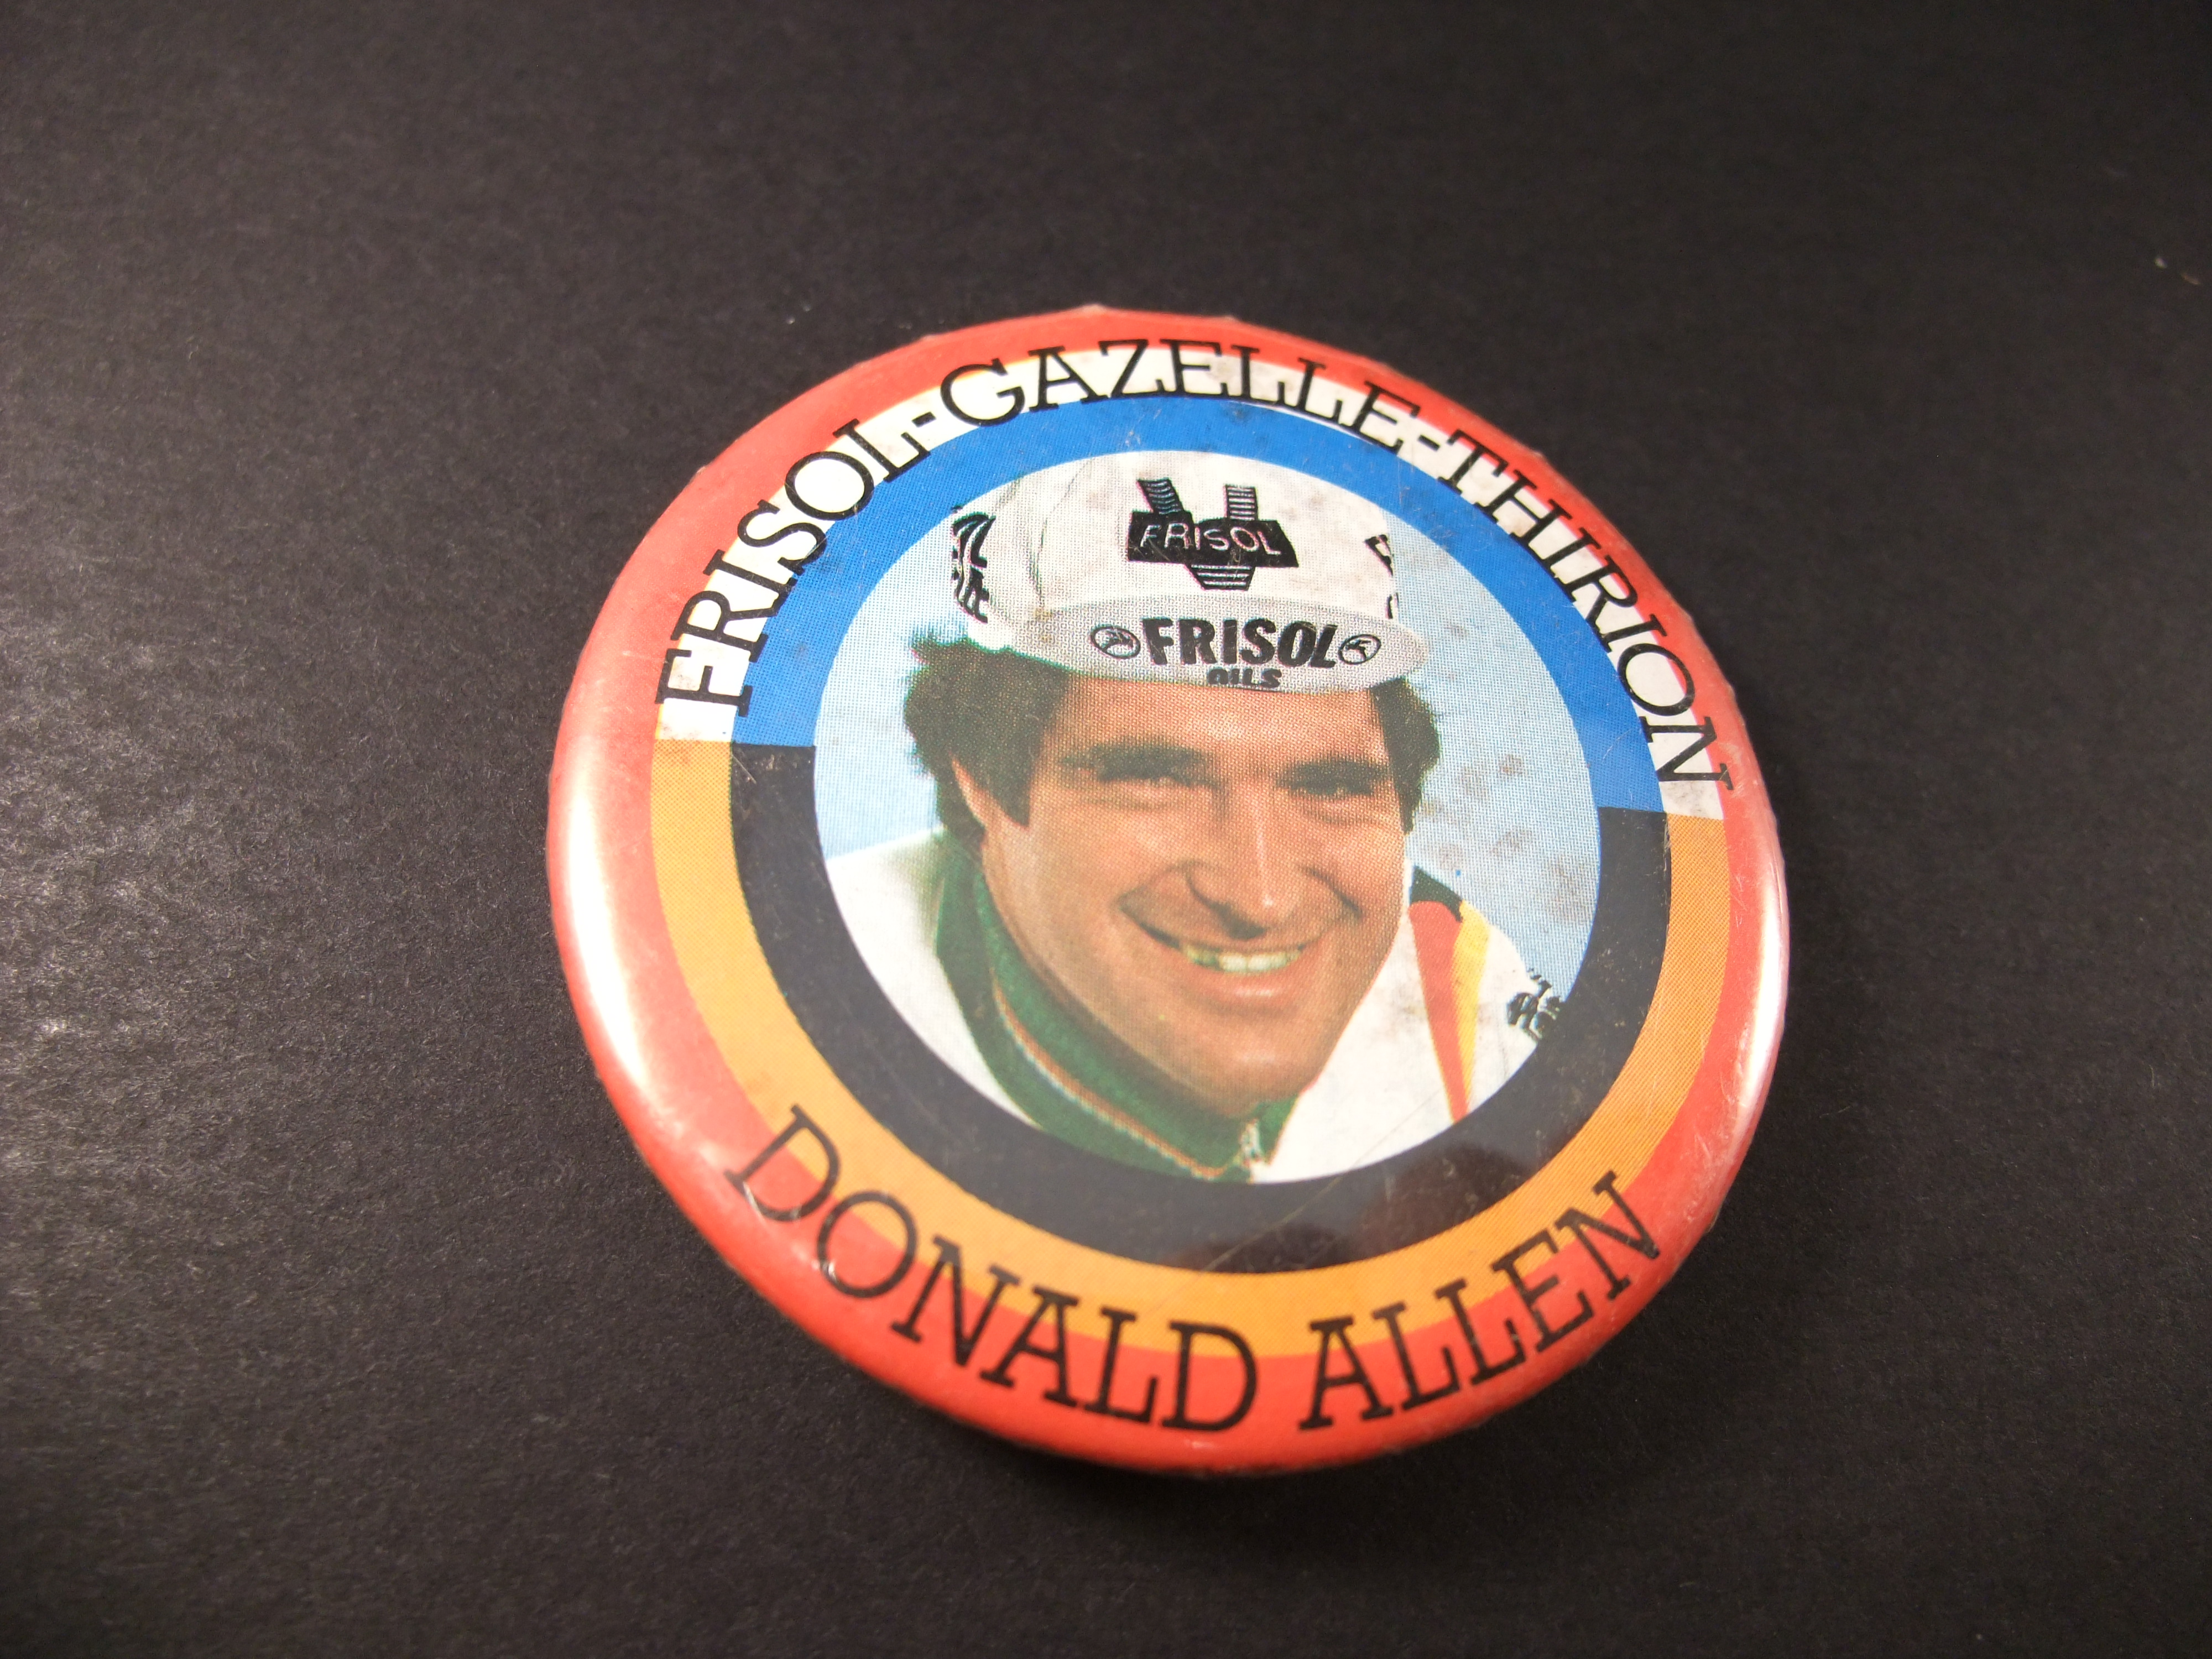 FRISOL-GAZELLE-THIRION
FRISOL
FRISOL
OILS
DONALD ALLEN